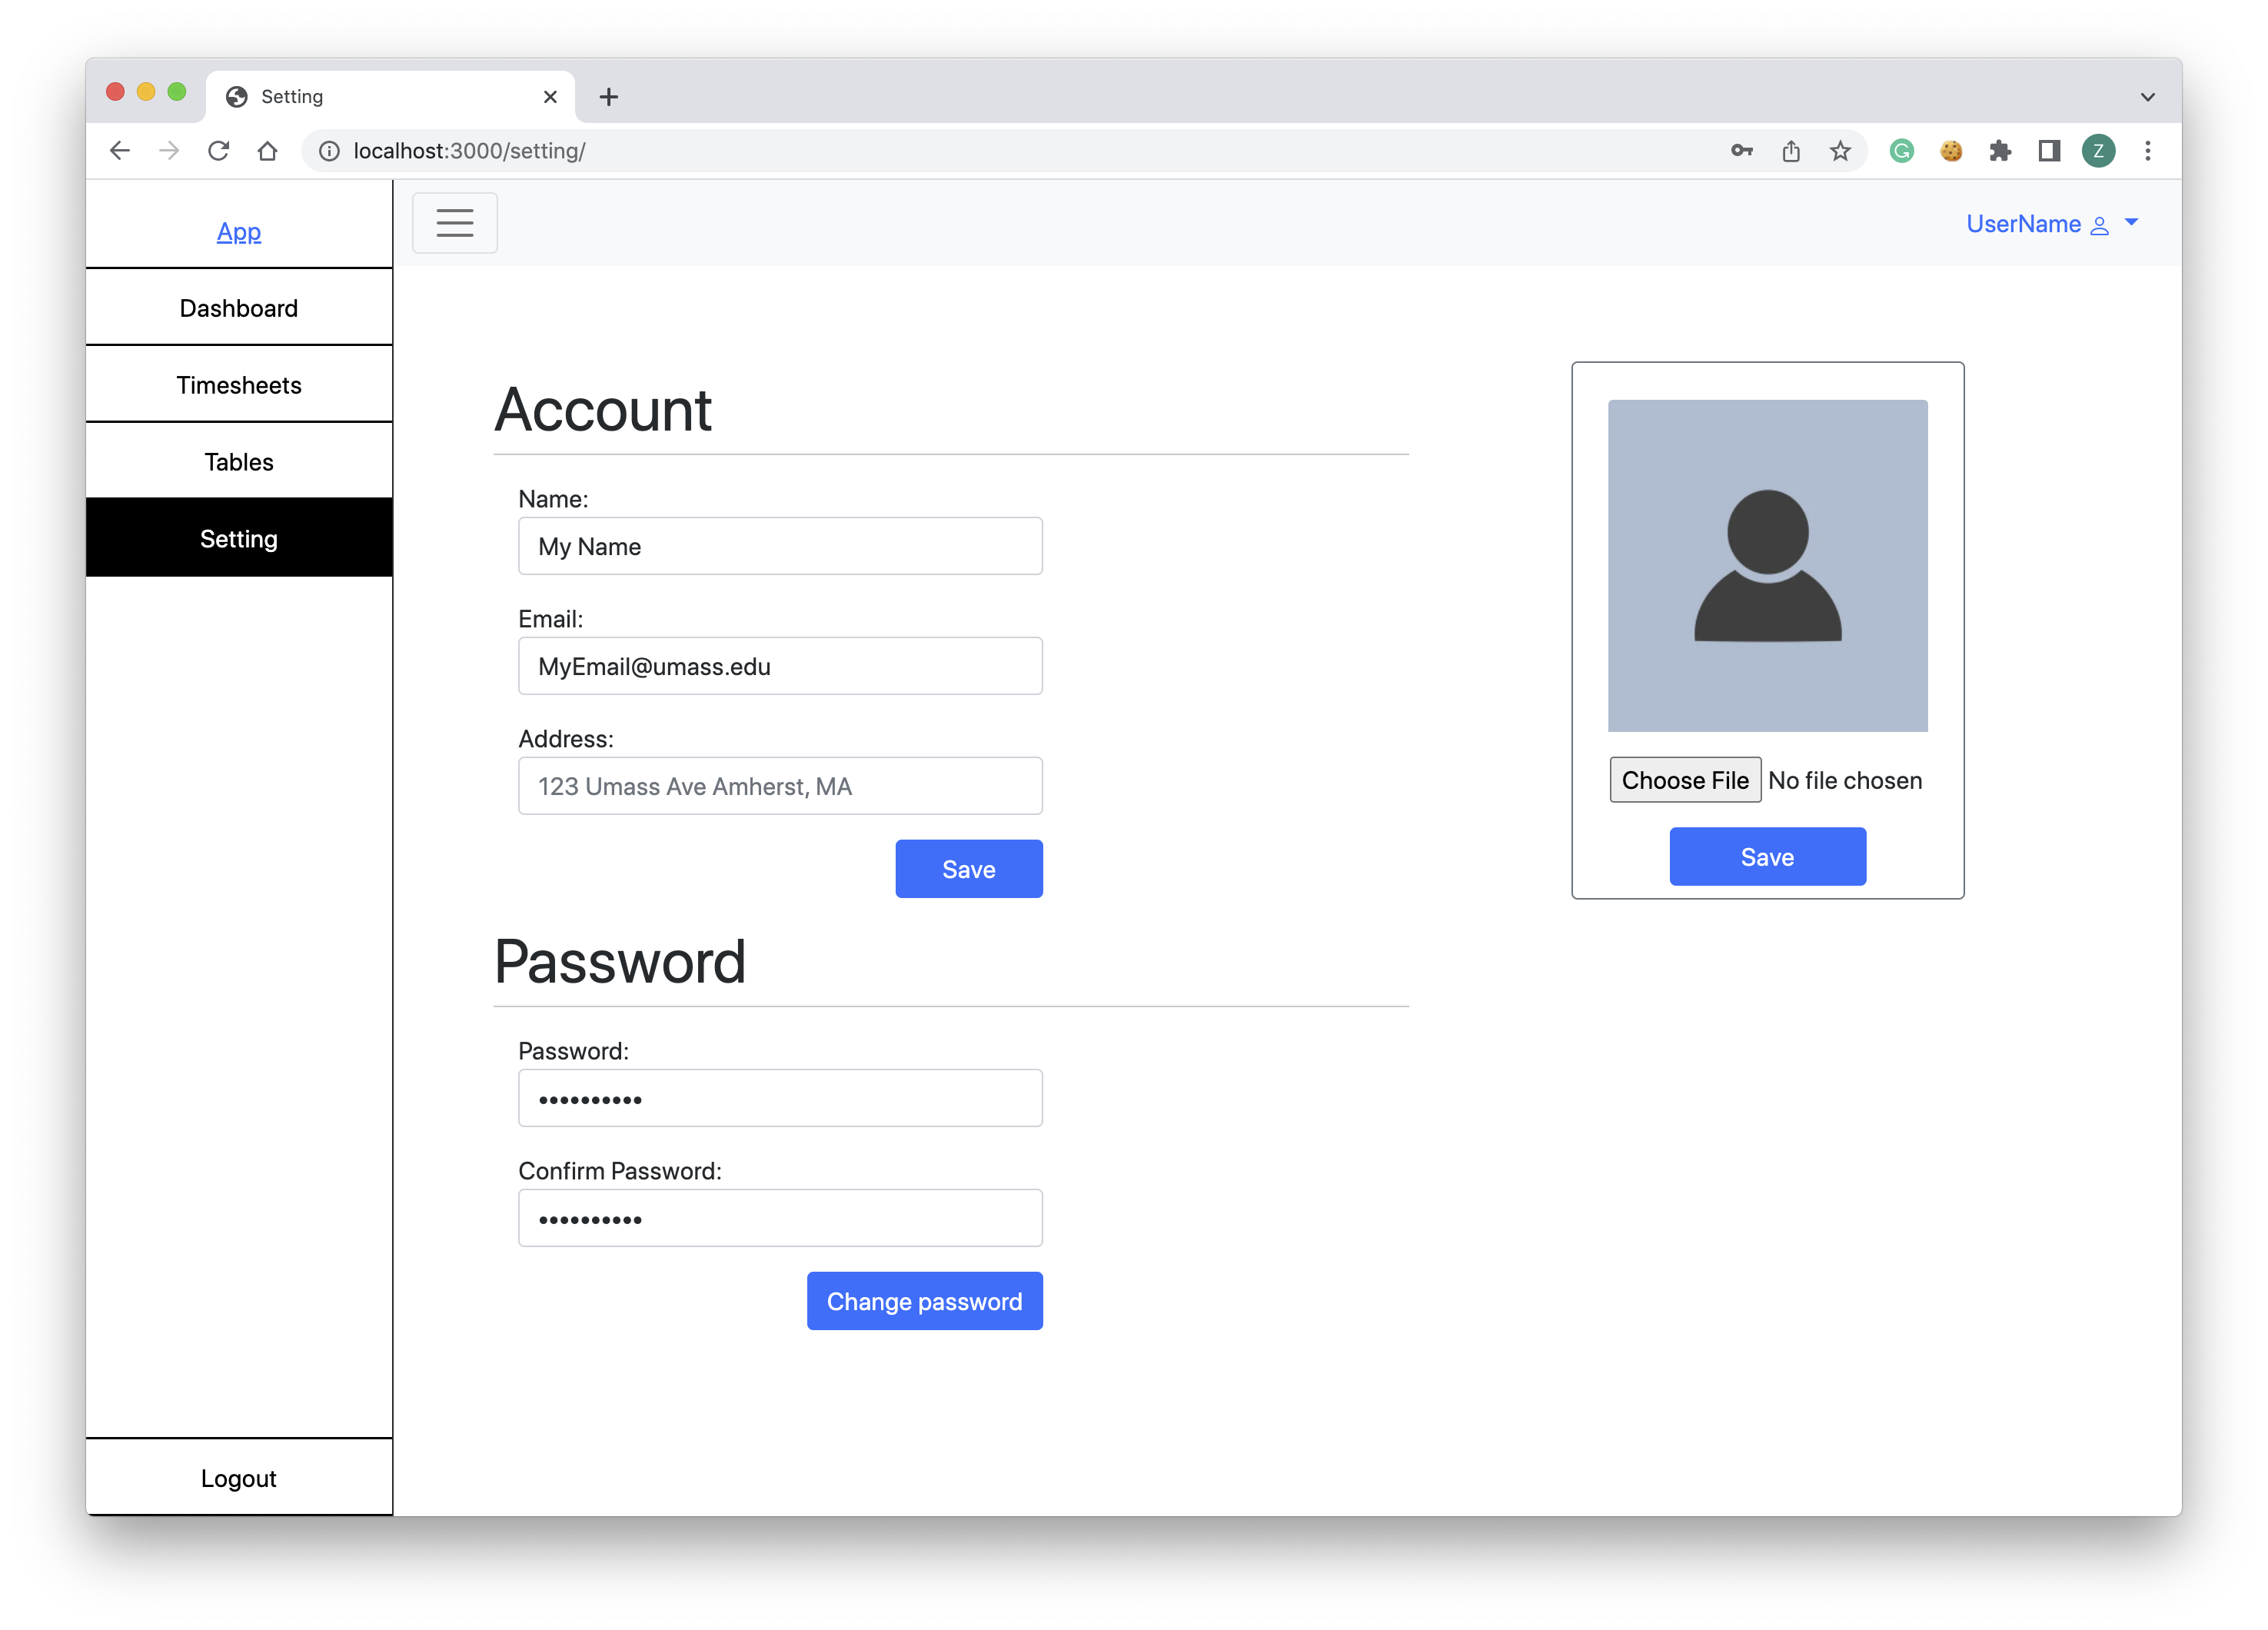 Setting
localhost:3000/setting/
Z
App
UserName
Dashboard
Timesheets
Tables
Setting
Logout
Account
Name:
My Name
Email:
MyEmail@umass.edu
Address:
123 Umass Ave Amherst, MA
Save
Choose File No file chosen
Save
Password
Password:
••••••••••
Confirm Password:
••••••••••
Change password